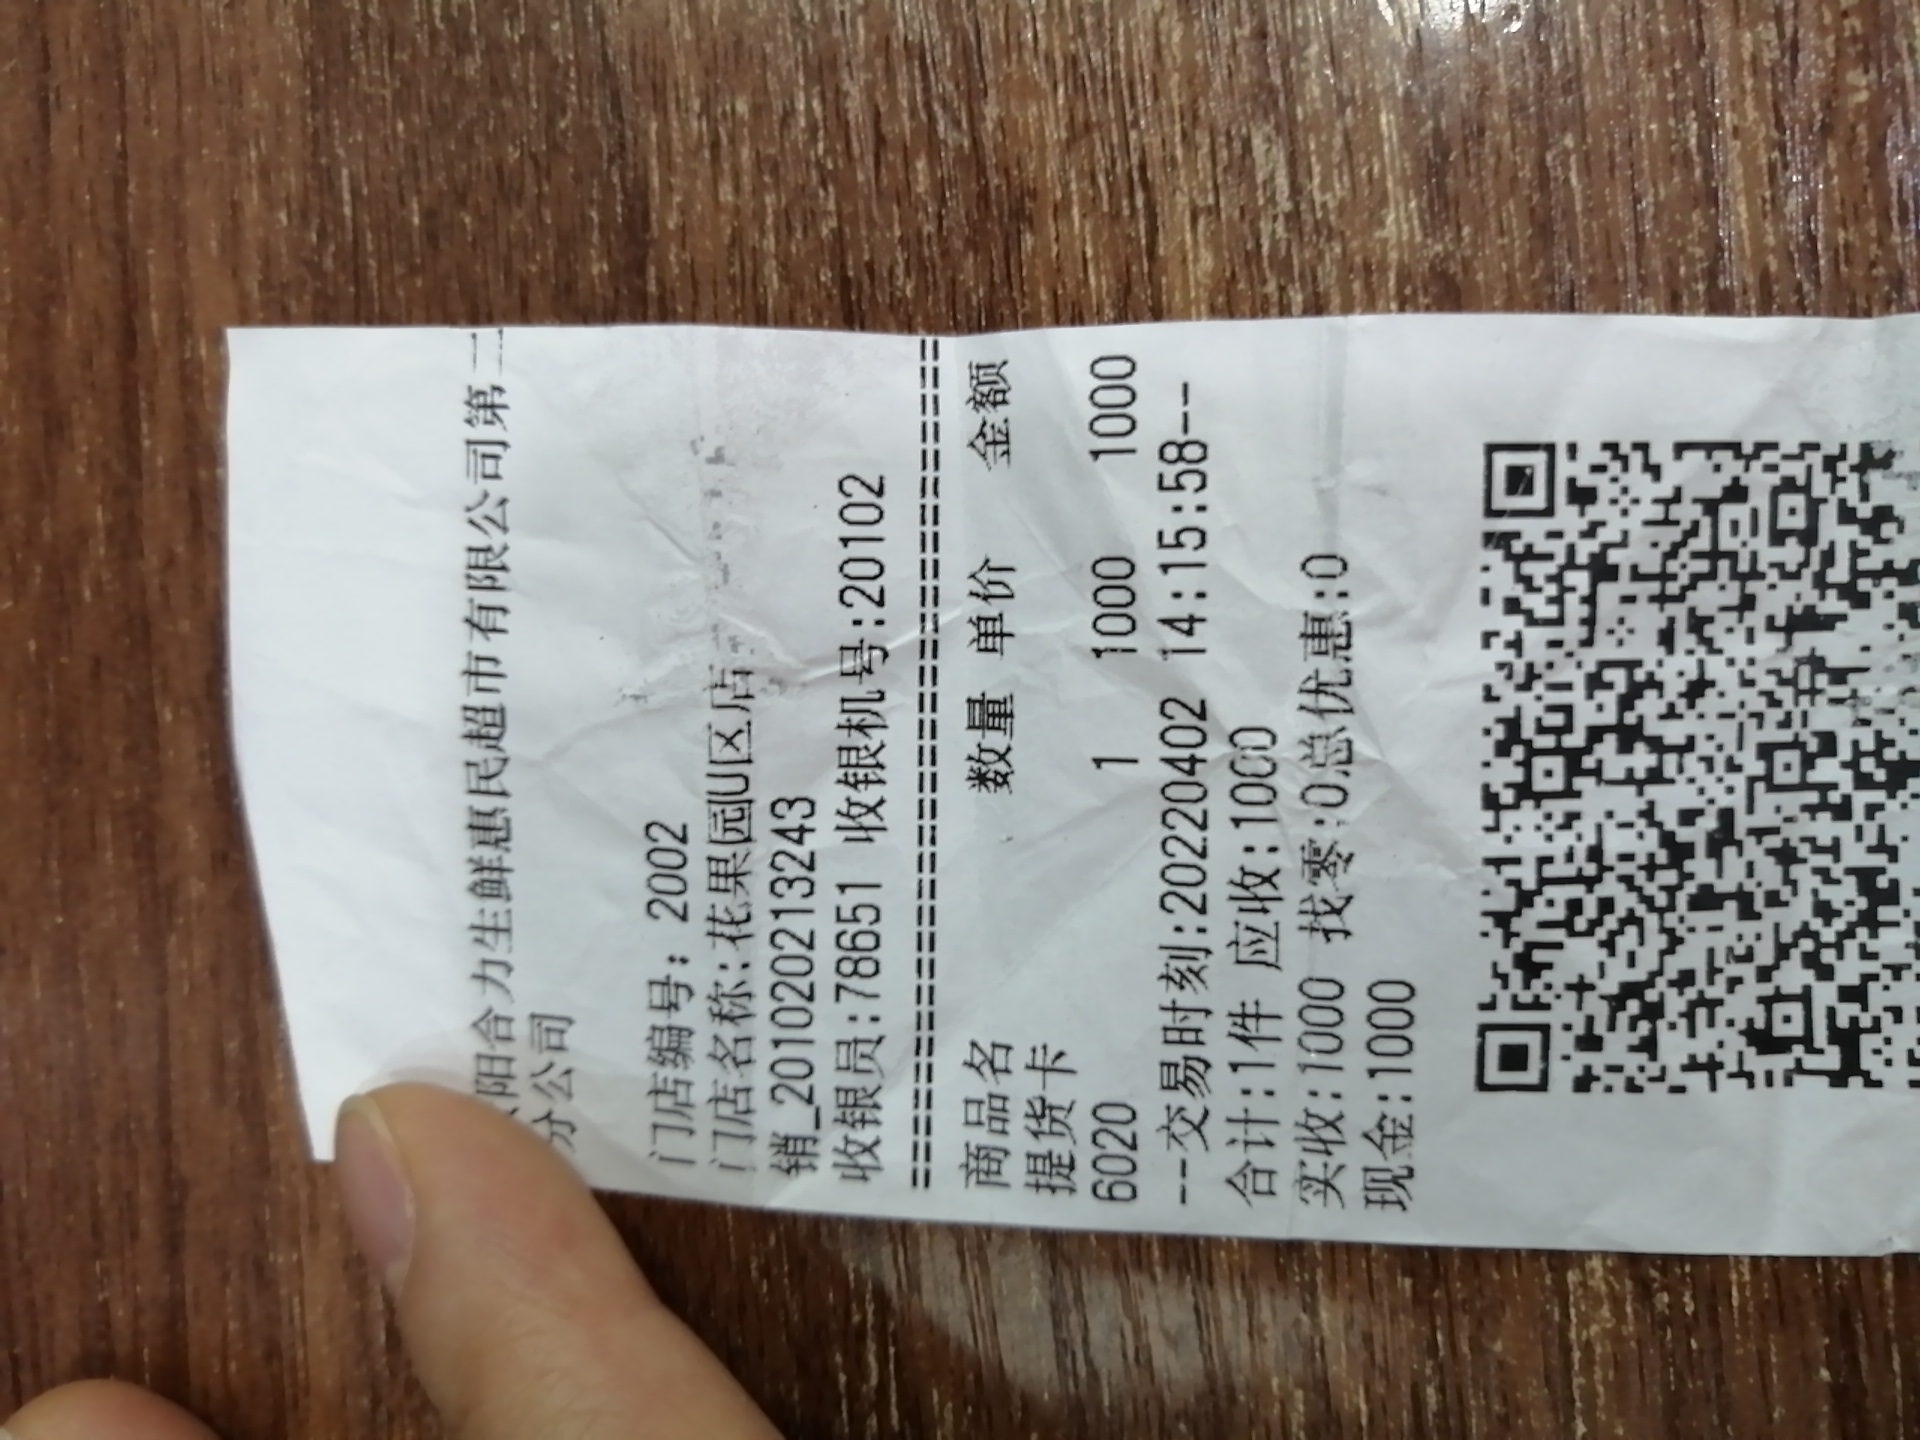 阳合力生鲜惠民超市有限公司第二
分公司
门店编号: 2002
门店名称:花果园U区店
销_2010202213243
收银员:78651 收银机号:20102
==================================
商品名 数量 单价 金额
提货卡
6020 1 1000 1000
--交易时刻:20220402 14:15:58--
合计:1件 应收:1000
实收:1000 找零:0总优惠:0
现金:1000